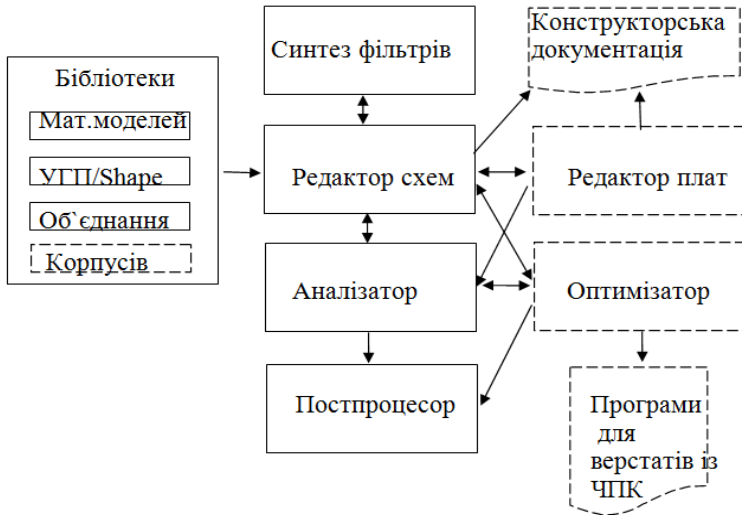 Синтез фільтрів
Конструкторська
документація
Бібліотеки
Мат.моделей
УГП/Shape
Об`єднання
Корпусів
Редактор схем
Редактор плат
Аналізатор
Оптимізатор
Постпроцесор
Програми
для
верстатів із
ЧПК